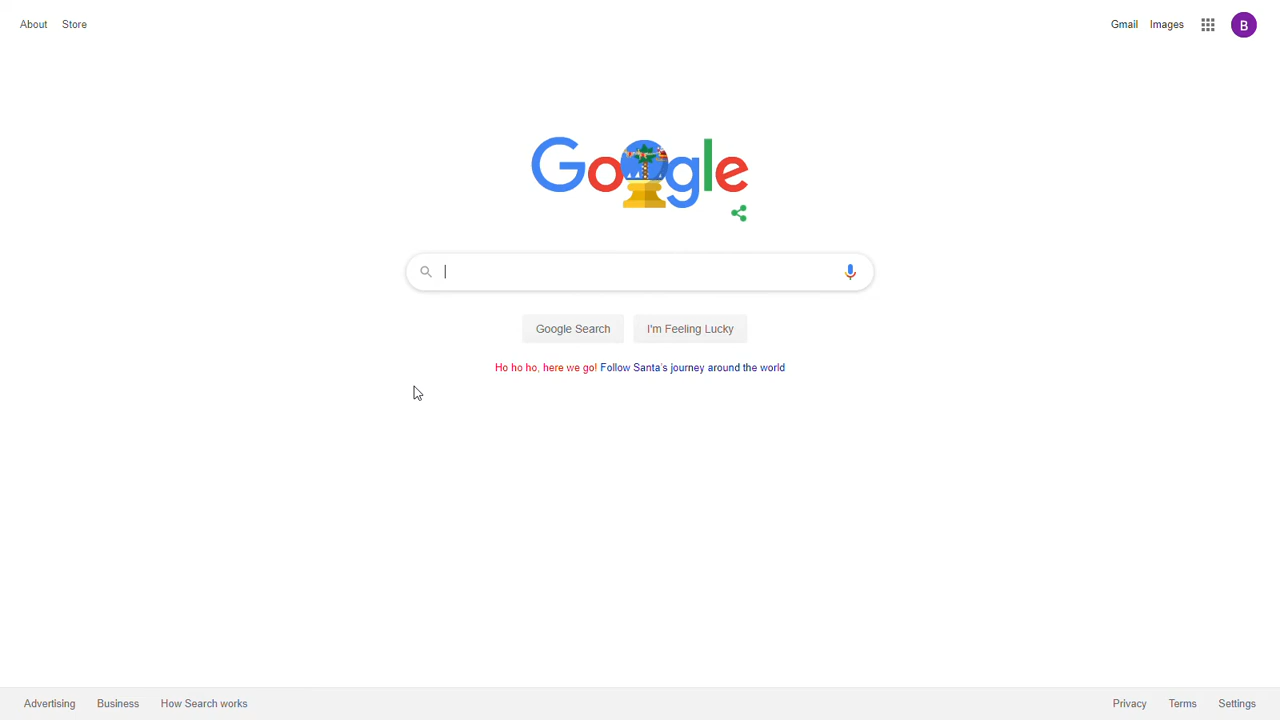 About Store
Gmail Images
B
Google
Google Search I'm Feeling Lucky
Ho ho ho, here we go! Follow Santa's journey around the world
Advertising Business How Search works
Privacy Terms Settings